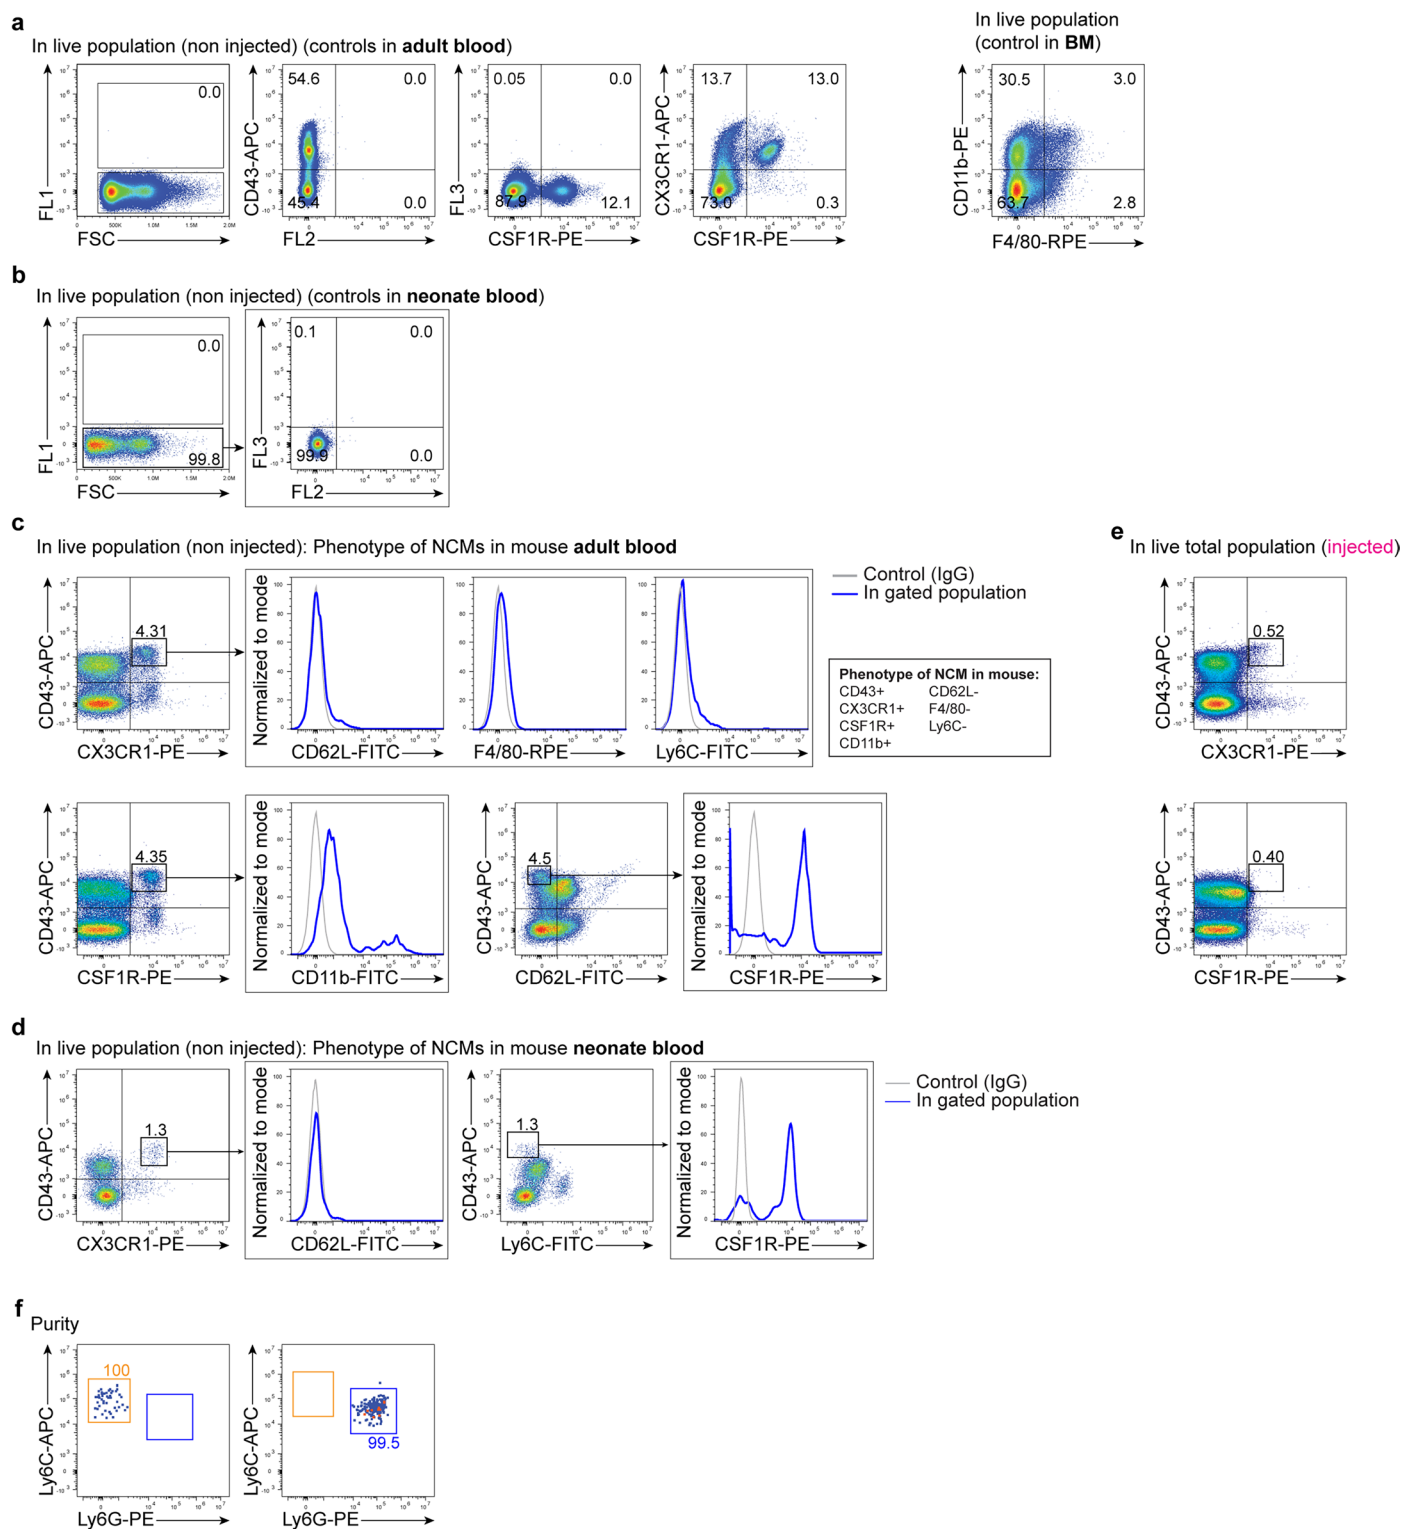 a
In live population (non injected) (controls in adult blood)
In live population
(control in BM)
FL1
0.0
FSC
CD43-APC
54.6 0.0
45.4 0.0
FL2
FL3
0.05 0.0
87.9 12.1
CSF1R-PE
CX3CR1-APC
13.7 13.0
73.0 0.3
CSF1R-PE
CD11b-PE
30.5 3.0
63.7 2.8
F4/80-RPE
b
In live population (non injected) (controls in neonate blood)
FL1
0.0
99.8
0 500K 1.0M 1.5M 2.0M
FSC
FL3
0.1 0.0
99.9 0.0
FL2
c
In live population (non injected): Phenotype of NCMs in mouse adult blood
CD43-APC
4.31
CX3CR1-PE
Normalized to mode
CD62L-FITC
F4/80-RPE
Ly6C-FITC
Control (IgG)
In gated population
Phenotype of NCM in mouse:
CD43+ CD62L-
CX3CR1+ F4/80-
CSF1R+ Ly6C-
CD11b+
CD43-APC
4.35
CSF1R-PE
Normalized to mode
CD11b-FITC
CD43-APC
4.5
CD62L-FITC
Normalized to mode
CSF1R-PE
e
In live total population (injected)
CD43-APC
0.52
CX3CR1-PE
CD43-APC
0.40
CSF1R-PE
d
In live population (non injected): Phenotype of NCMs in mouse neonate blood
CD43-APC
1.3
CX3CR1-PE
Normalized to mode
CD62L-FITC
CD43-APC
1.3
Ly6C-FITC
Normalized to mode
CSF1R-PE
Control (IgG)
In gated population
f
Purity
Ly6C-APC
100
Ly6G-PE
Ly6C-APC
99.5
Ly6G-PE